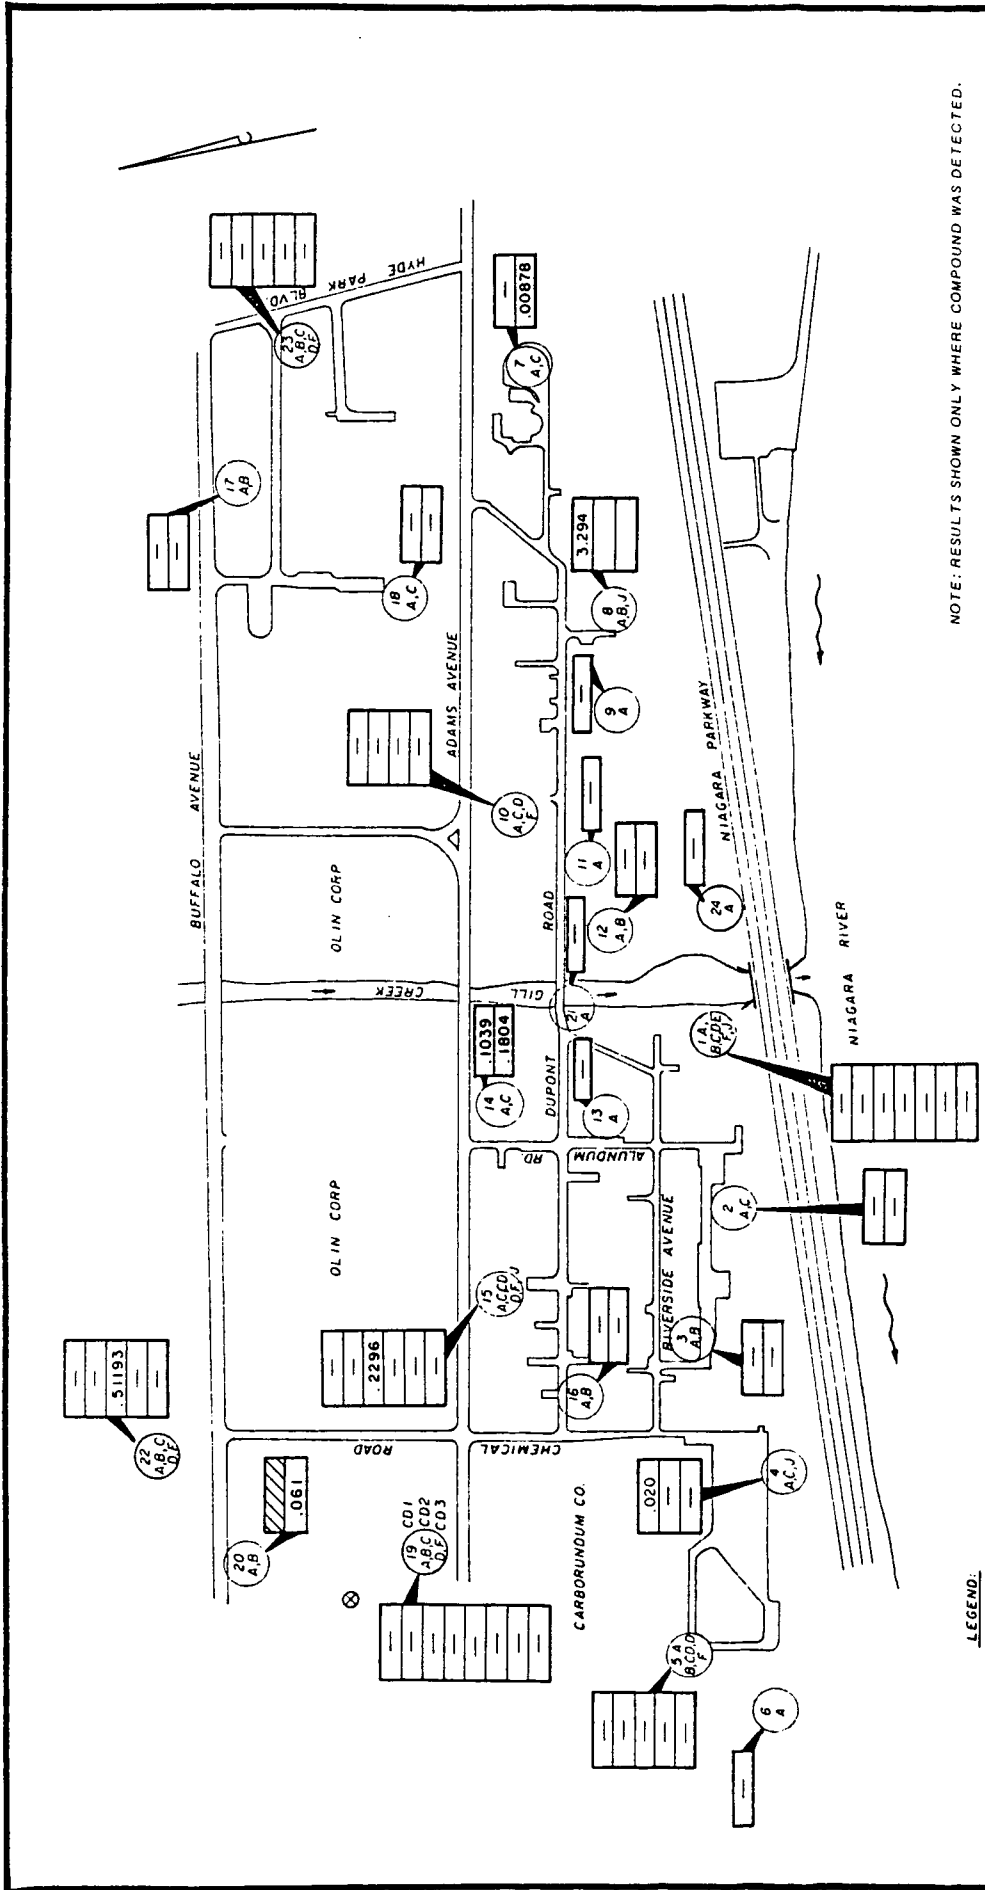 BUFFALO AVENUE
HYDE PARK BLVD.
ADAMS AVENUE
OLIN CORP
OLIN CORP
GILL CREEK
DUPONT ROAD
ALUNDUM RD.
RIVERSIDE AVENUE
CHEMICAL ROAD
CARBORUNDUM CO.
NIAGARA PARKWAY
NIAGARA RIVER
22
A,B,C
D,F
.51193
20
A,B
.061
19
A,B,C
D,F
CD1
CD2
CD3
17
A,B
23
A,B,C
D,F
18
A,C
10
A,C,D
F
7
A,C
.00878
8
A,B,J
3.294
9
A
11
A
12
A,B
24
A
21
A
14
A,C
.1039
.1804
13
A
15
A,C,CD
D,F,J
.2296
16
A,B
1 A,
B,CD,E
F,J
2
A,C
3
A,B
4
A,C,J
.020
5 A
B,CD,D
F
6
A
NOTE: RESULTS SHOWN ONLY WHERE COMPOUND WAS DETECTED.
LEGEND: